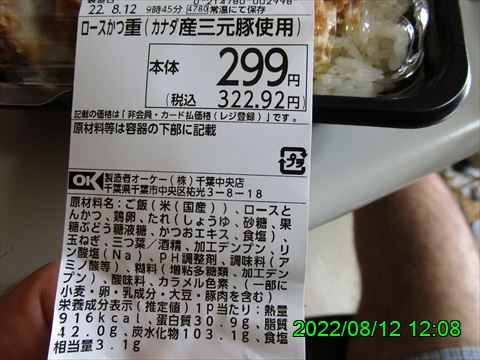 22. 8.12 9時45分 4780 常温にて保存
ロースかつ重(カナダ産三元豚使用)
本体 299円
(税込 322.92円)
記載の価格は「非会員・カード払価格(レジ登録)」です。
原材料等は容器の下部に記載
プラ
OK 製造者オーケー(株)千葉中央店
千葉県千葉市中央区祐光3-8-18
原材料名:ご飯(米(国産))、ロースと
んかつ、鶏卵、たれ(しょうゆ、砂糖、果
糖ぶどう糖液糖、かつおエキス、食塩)、
玉ねぎ、三つ葉/酒精、加工デンプン、リ
ン酸塩(Na)、pH調整剤、調味料(ア
ミノ酸等)、糊料(増粘多糖類、加工デン
プン)、酸味料、カラメル色素、(一部に
小麦・卵・乳成分・大豆・豚肉を含む)
栄養成分表示(推定値)1p当たり:熱量
916kcal、蛋白質30.9g、脂質
42.0g、炭水化物103.1g、食塩
相当量3.1g
2022/08/12 12:08